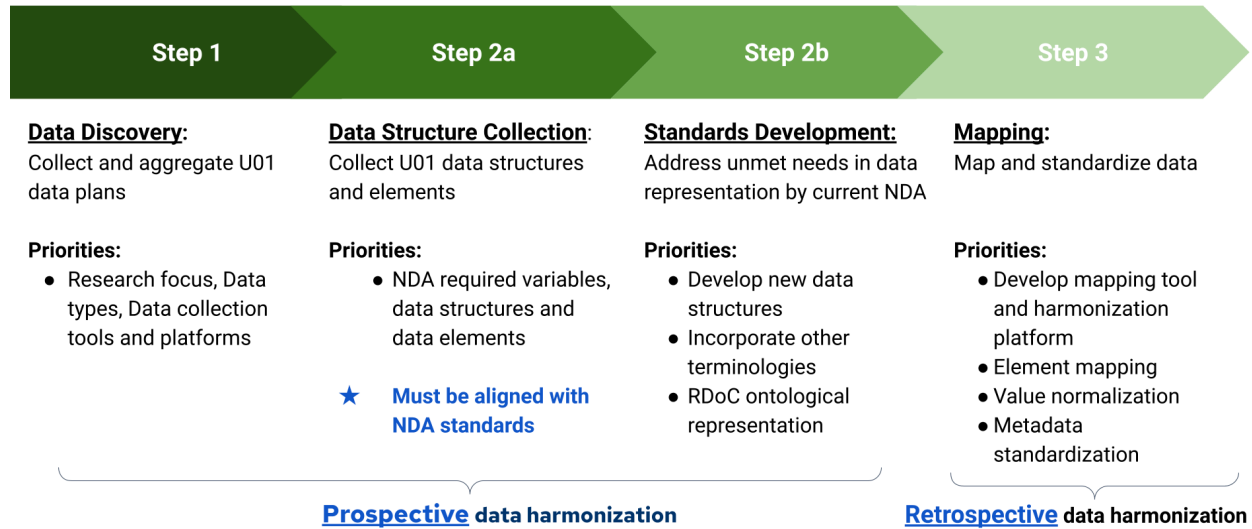 Step 1
Step 2a
Step 2b
Step 3
Data Discovery:
Collect and aggregate U01
data plans
Priorities:
● Research focus, Data
types, Data collection
tools and platforms
Data Structure Collection:
Collect U01 data structures
and elements
Priorities:
● NDA required variables,
data structures and
data elements
★ Must be aligned with
NDA standards
Standards Development:
Address unmet needs in data
representation by current NDA
Priorities:
● Develop new data
structures
● Incorporate other
terminologies
● RDoC ontological
representation
Mapping:
Map and standardize data
Priorities:
● Develop mapping tool
and harmonization
platform
● Element mapping
● Value normalization
● Metadata
standardization
Prospective data harmonization
Retrospective data harmonization